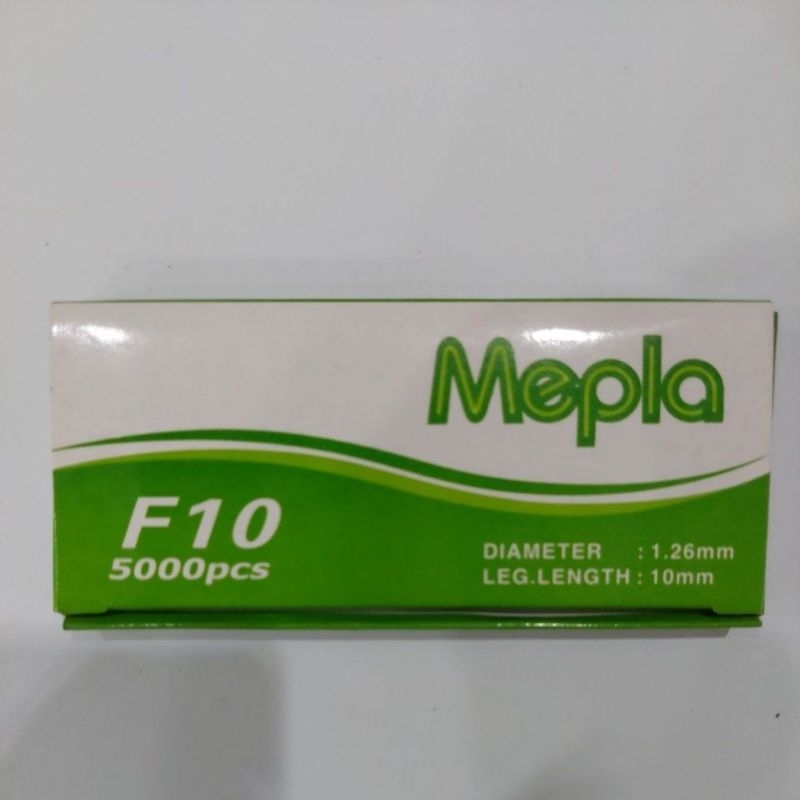 Mepla
F10
5000pcs
DIAMETER : 1.26mm
LEG.LENGTH : 10mm